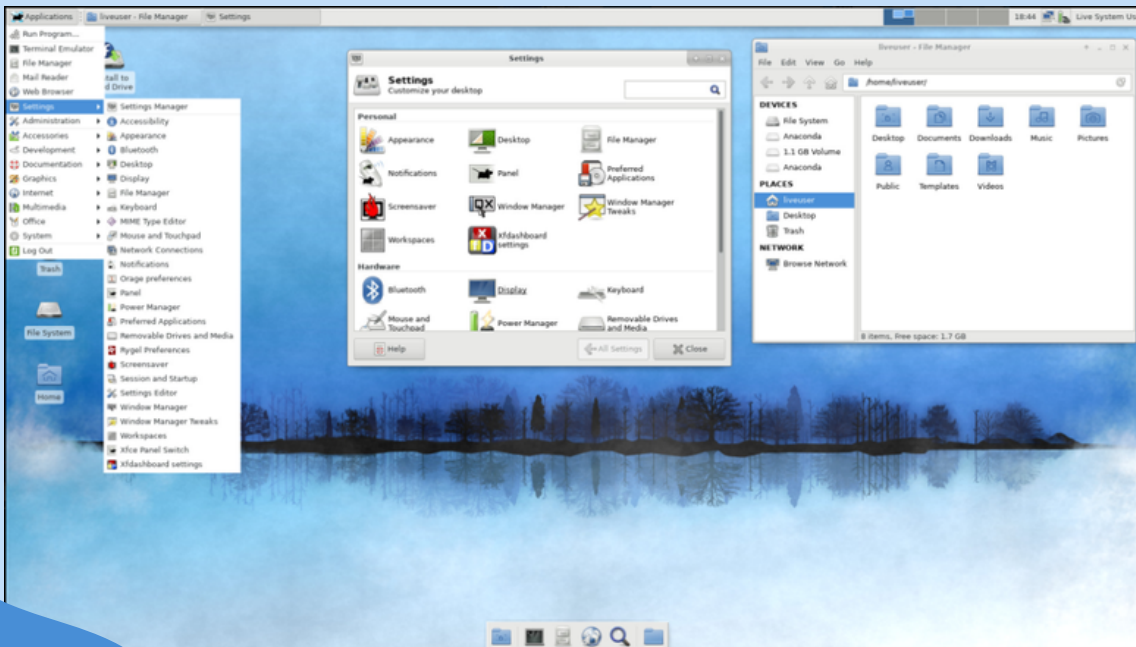 Applications
liveuser - File Manager
Settings
18:44
Live System Us
Run Program...
Terminal Emulator
File Manager
Mail Reader
Web Browser
Settings
Administration
Accessories
Development
Documentation
Graphics
Internet
Multimedia
Office
System
Log Out
Settings Manager
Accessibility
Appearance
Bluetooth
Desktop
Display
File Manager
Keyboard
MIME Type Editor
Mouse and Touchpad
Network Connections
Notifications
Orage preferences
Panel
Power Manager
Preferred Applications
Removable Drives and Media
Rygel Preferences
Screensaver
Session and Startup
Settings Editor
Window Manager
Window Manager Tweaks
Workspaces
Xfce Panel Switch
Xfdashboard settings
tall to
d Drive
Trash
File System
Home
Settings
Settings
Customize your desktop
Personal
Appearance
Desktop
File Manager
Notifications
Panel
Preferred
Applications
Screensaver
Window Manager
Window Manager
Tweaks
Workspaces
Xfdashboard
settings
Hardware
Bluetooth
Display
Keyboard
Mouse and
Touchpad
Power Manager
Removable Drives
and Media
Help
All Settings
Close
liveuser - File Manager
File Edit View Go Help
/home/liveuser/
DEVICES
File System
Anaconda
1.1 GB Volume
Anaconda
PLACES
liveuser
Desktop
Trash
NETWORK
Browse Network
Desktop Documents Downloads Music Pictures
Public Templates Videos
8 items, Free space: 1.7 GB